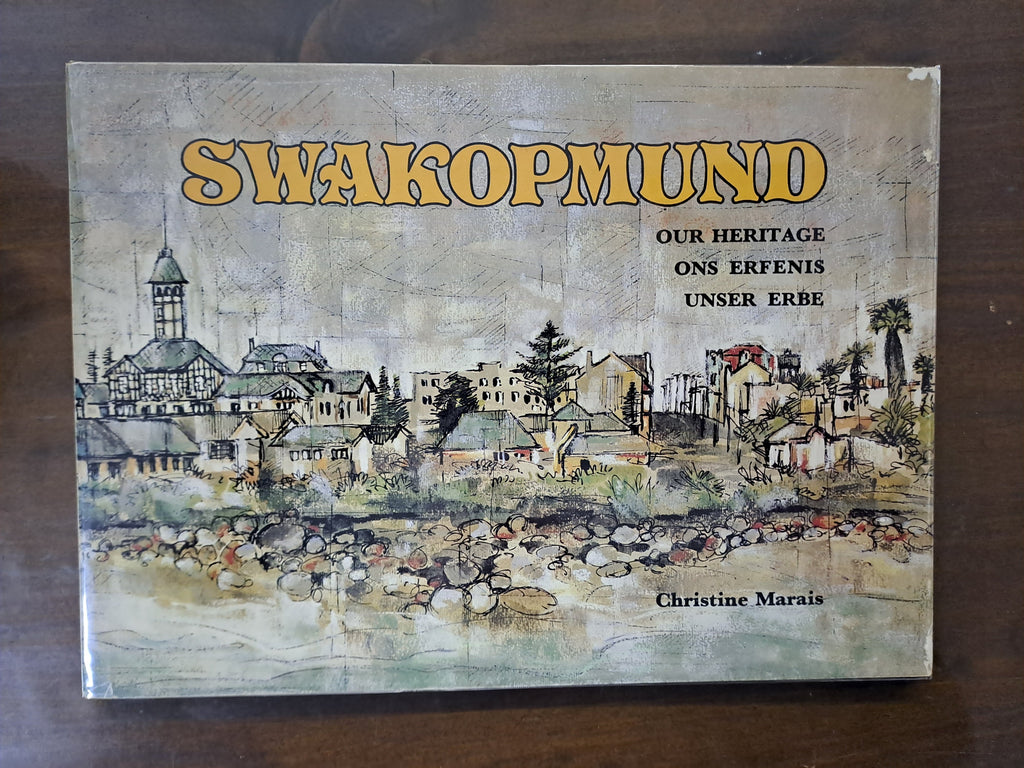 SWAKOPMUND
OUR HERITAGE
ONS ERFENIS
UNSER ERBE
Christine Marais